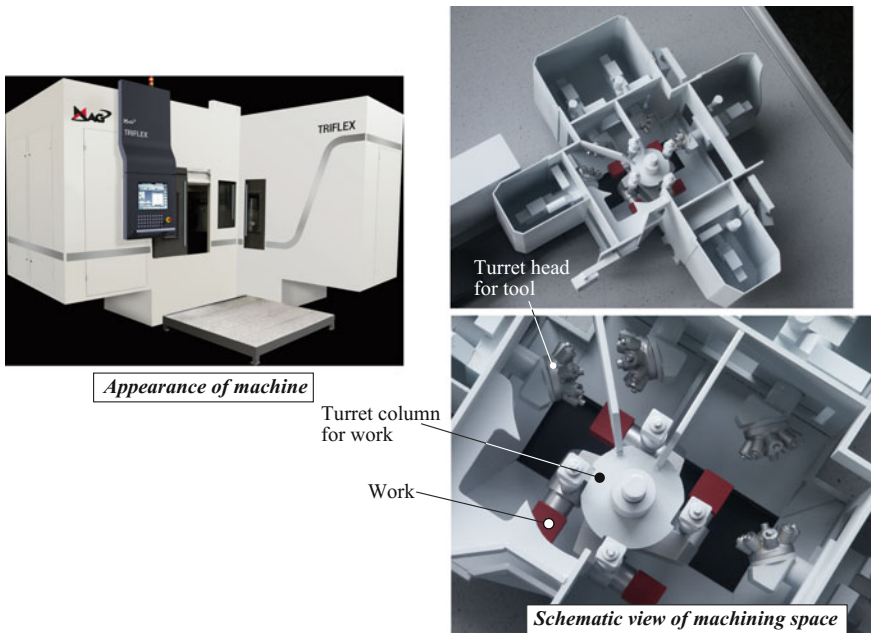 MAG
MAG
TRIFLEX
TRIFLEX
Appearance of machine
Turret head
for tool
Turret column
for work
Work
Schematic view of machining space